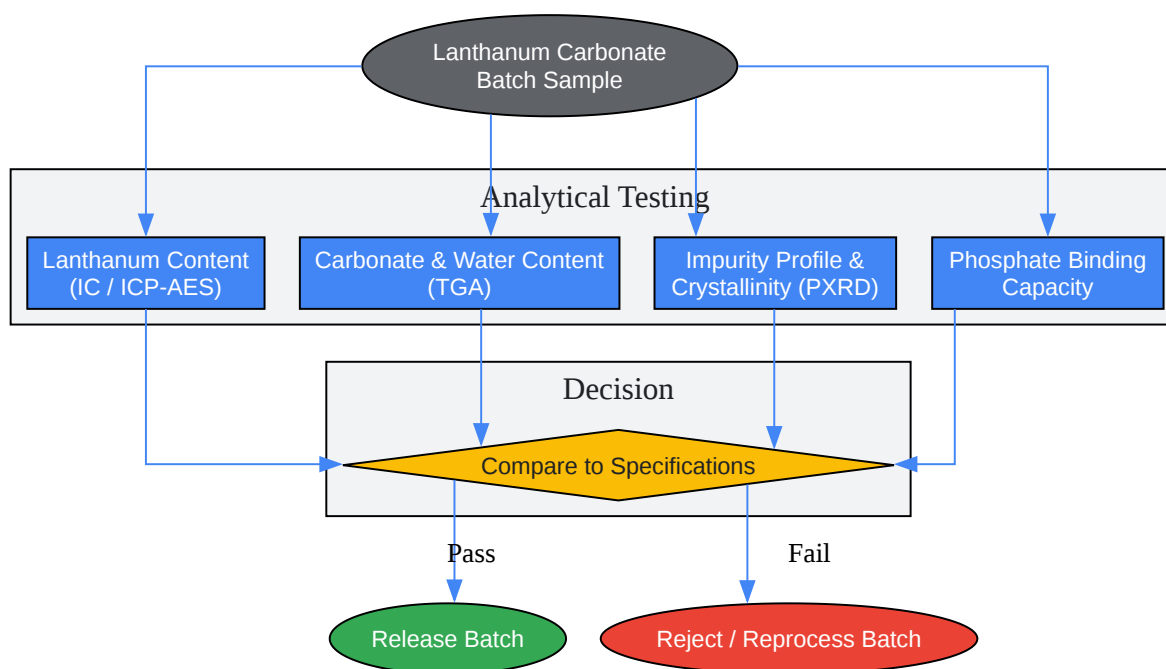 Lanthanum Carbonate
Batch Sample
Analytical Testing
Lanthanum Content
(IC / ICP-AES)
Carbonate & Water Content
(TGA)
Impurity Profile &
Crystallinity (PXRD)
Phosphate Binding
Capacity
Decision
Compare to Specifications
Pass
Fail
Release Batch
Reject / Reprocess Batch